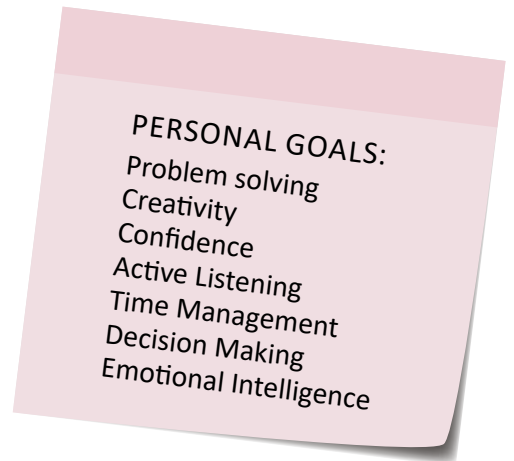 PERSONAL GOALS:
Problem solving
Creativity
Confidence
Active Listening
Time Management
Decision Making
Emotional Intelligence